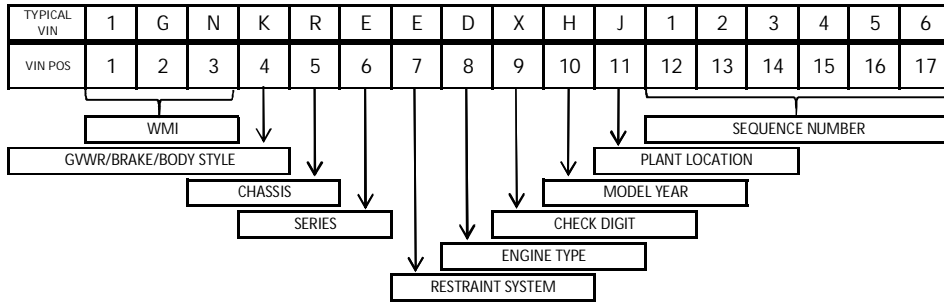 TYPICAL VIN 1 G N K R E E D X H J 1 2 3 4 5 6
VIN POS 1 2 3 4 5 6 7 8 9 10 11 12 13 14 15 16 17
WMI SEQUENCE NUMBER
GVWR/BRAKE/BODY STYLE PLANT LOCATION
CHASSIS MODEL YEAR
SERIES CHECK DIGIT
ENGINE TYPE
RESTRAINT SYSTEM